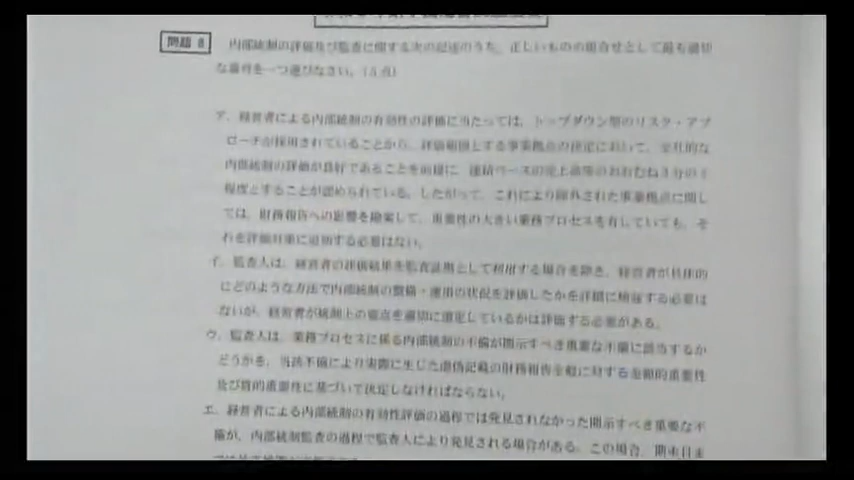 問題 8 内部統制の評価及び監査に関する次の記述のうち、正しいものの組合せとして最も適切
な番号を一つ選びなさい。(5点)
ア. 経営者による内部統制の有効性の評価に当たっては、トップダウン型のリスク・アプ
ローチが採用されていることから、評価範囲とする事業拠点の決定において、全社的な
内部統制の評価が良好であることを前提に、連結ベースの売上高等のおおむね3分の
程度とすることが認められている。したがって、これにより除外された事業拠点に関し
ては、財務報告への影響を勘案して、重要性の大きい業務プロセスを有していても、そ
れを評価対象に追加する必要はない。
イ. 監査人は、経営者の評価結果を監査証拠として利用する場合を除き、経営者が具体的
にどのような方法で内部統制の整備・運用の状況を評価したかを詳細に検証する必要は
ないが、経営者が統制上の要点を適切に選定しているかは評価する必要がある。
ウ. 監査人は、業務プロセスに係る内部統制の不備が開示すべき重要な不備に該当するか
どうかを、当該不備により実際に生じた虚偽記載の財務報告全般に対する金額的重要性
及び質的重要性に基づいて決定しなければならない。
エ. 経営者による内部統制の有効性評価の過程では発見されなかった開示すべき重要な不
備が、内部統制監査の過程で監査人により発見される場合がある。この場合、期末日ま